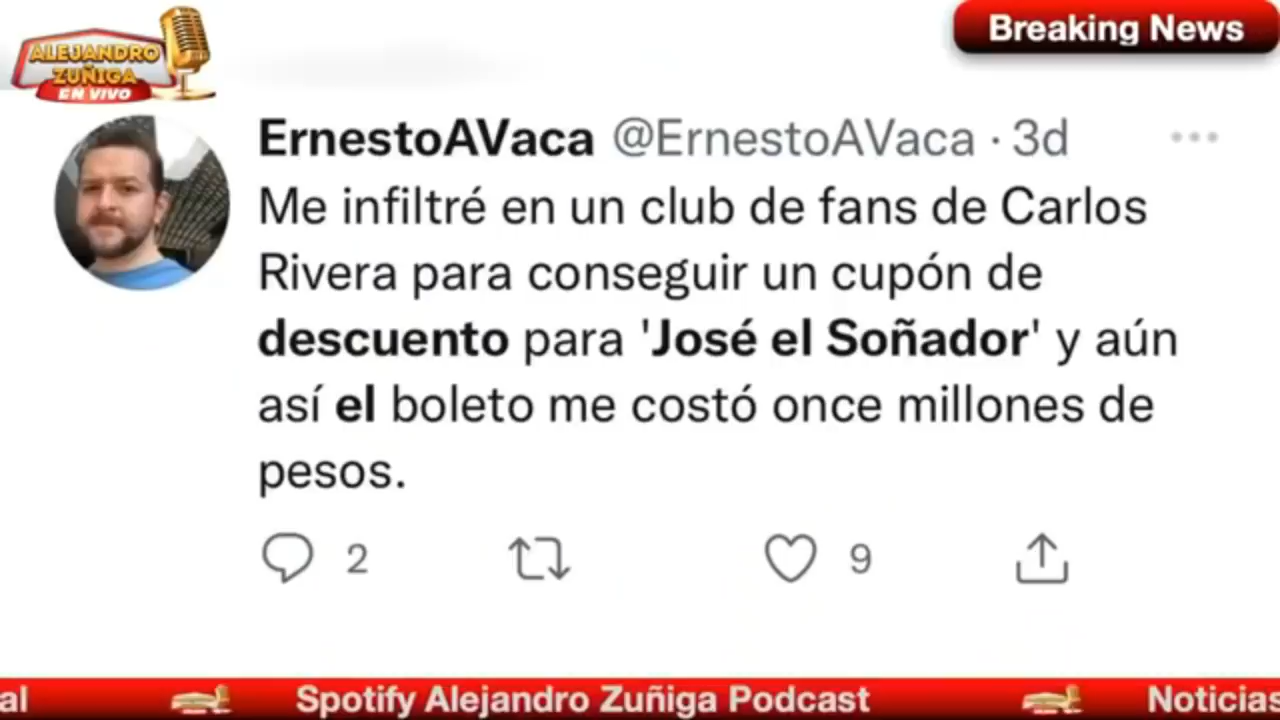 ALEJANDRO
ZUÑIGA
EN VIVO
Breaking News
ErnestoAVaca @ErnestoAVaca · 3d
Me infiltré en un club de fans de Carlos
Rivera para conseguir un cupón de
descuento para 'José el Soñador' y aún
así el boleto me costó once millones de
pesos.
2 9
al Spotify Alejandro Zuñiga Podcast Noticias